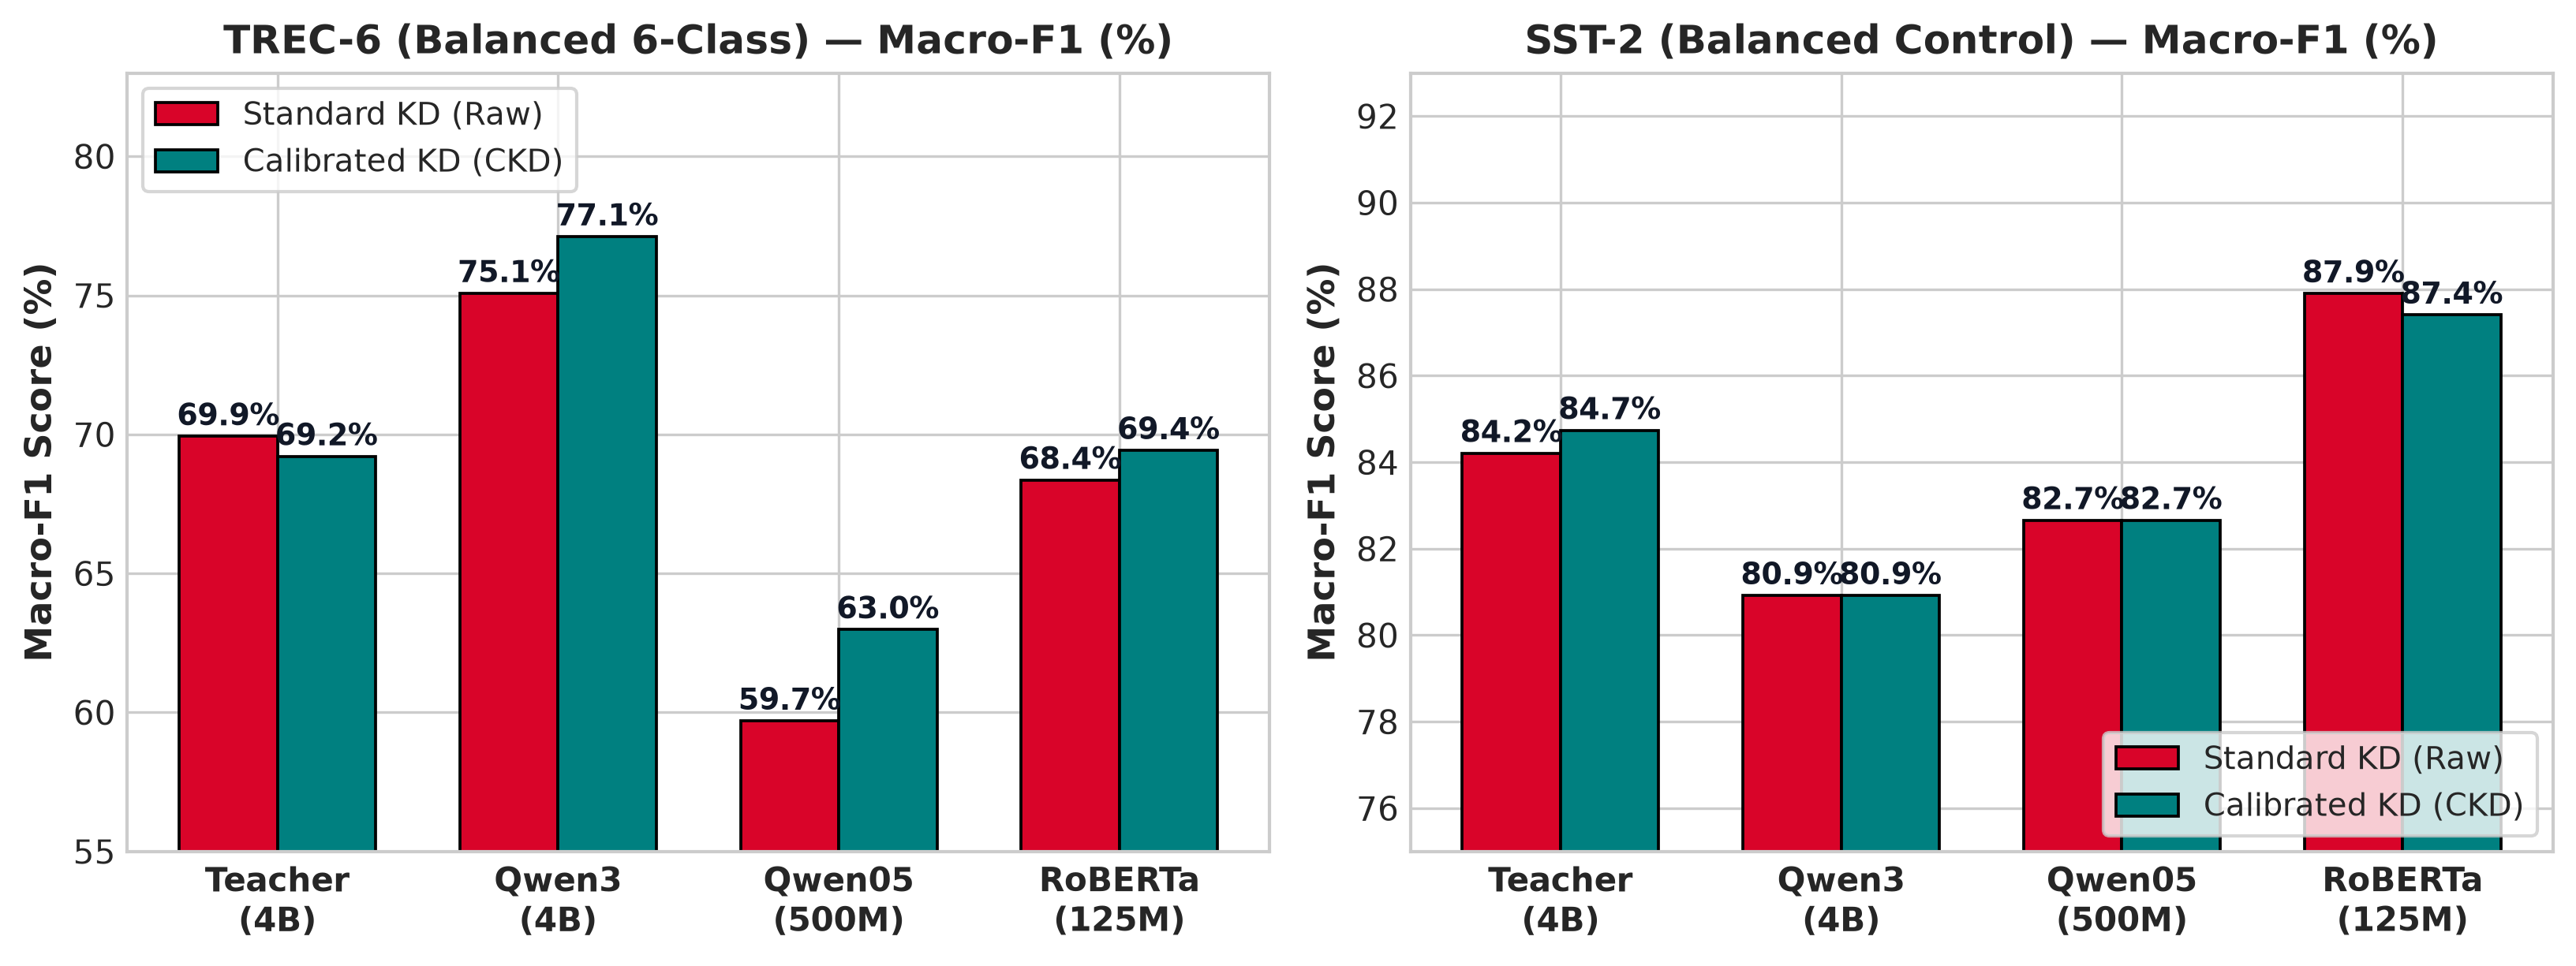 TREC-6 (Balanced 6-Class) — Macro-F1 (%)
Standard KD (Raw)
Calibrated KD (CKD)
Macro-F1 Score (%)
80
75
70
65
60
55
69.9%
69.2%
75.1%
77.1%
59.7%
63.0%
68.4%
69.4%
Teacher
(4B)
Qwen3
(4B)
Qwen05
(500M)
RoBERTa
(125M)
SST-2 (Balanced Control) — Macro-F1 (%)
Macro-F1 Score (%)
92
90
88
86
84
82
80
78
76
84.2%
84.7%
80.9%
80.9%
82.7%
82.7%
87.9%
87.4%
Standard KD (Raw)
Calibrated KD (CKD)
Teacher
(4B)
Qwen3
(4B)
Qwen05
(500M)
RoBERTa
(125M)